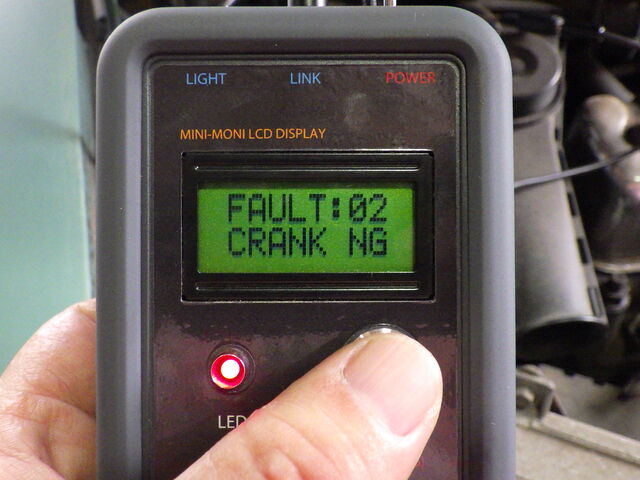 LIGHT LINK POWER
MINI-MONI LCD DISPLAY
FAULT:02
CRANK NG
LED